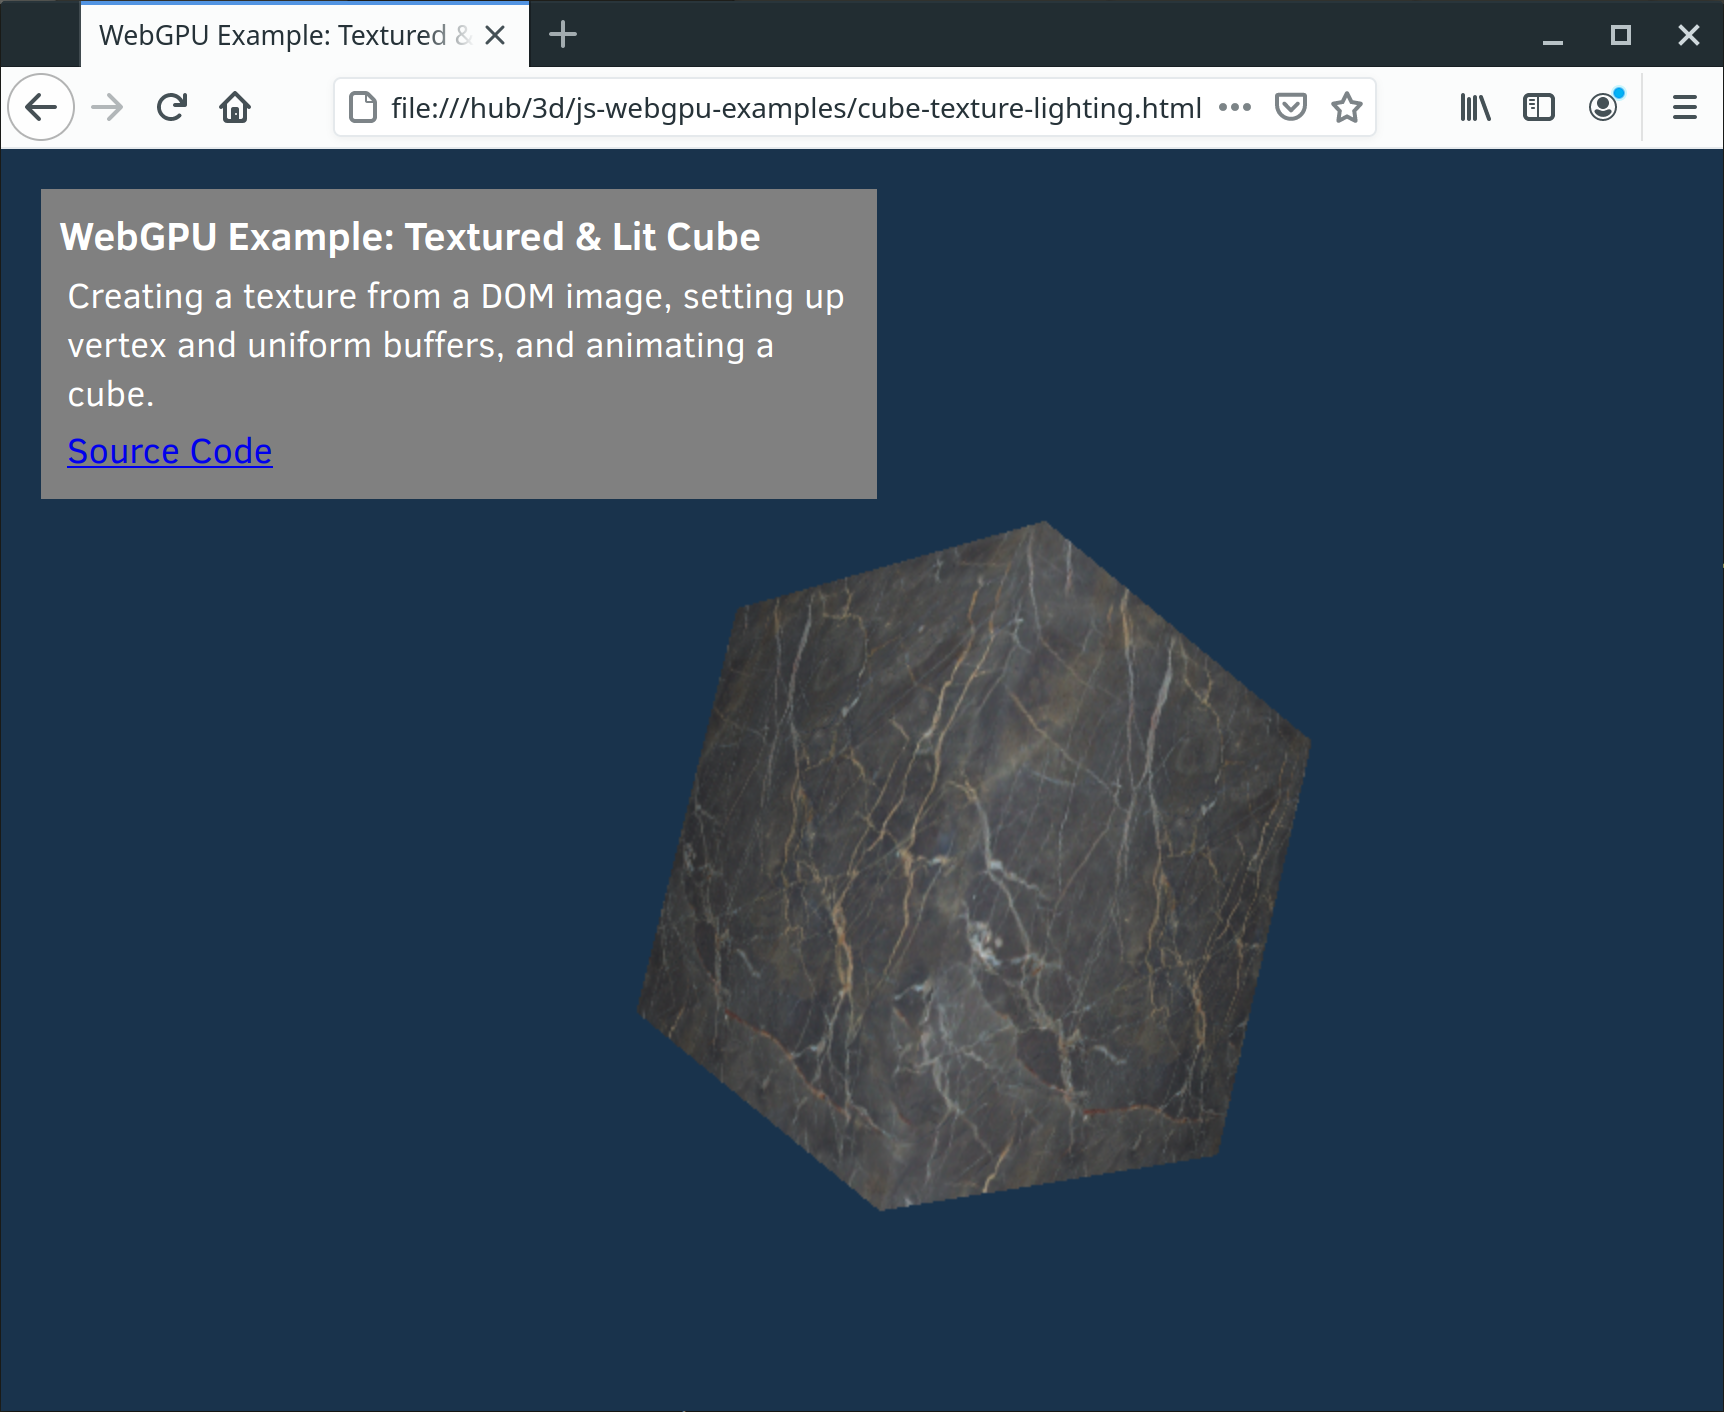 WebGPU Example: Textured &
file:///hub/3d/js-webgpu-examples/cube-texture-lighting.html
WebGPU Example: Textured & Lit Cube
Creating a texture from a DOM image, setting up
vertex and uniform buffers, and animating a
cube.
Source Code